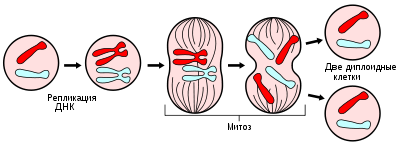 Репликация
ДНК
Митоз
Две диплоидные
клетки